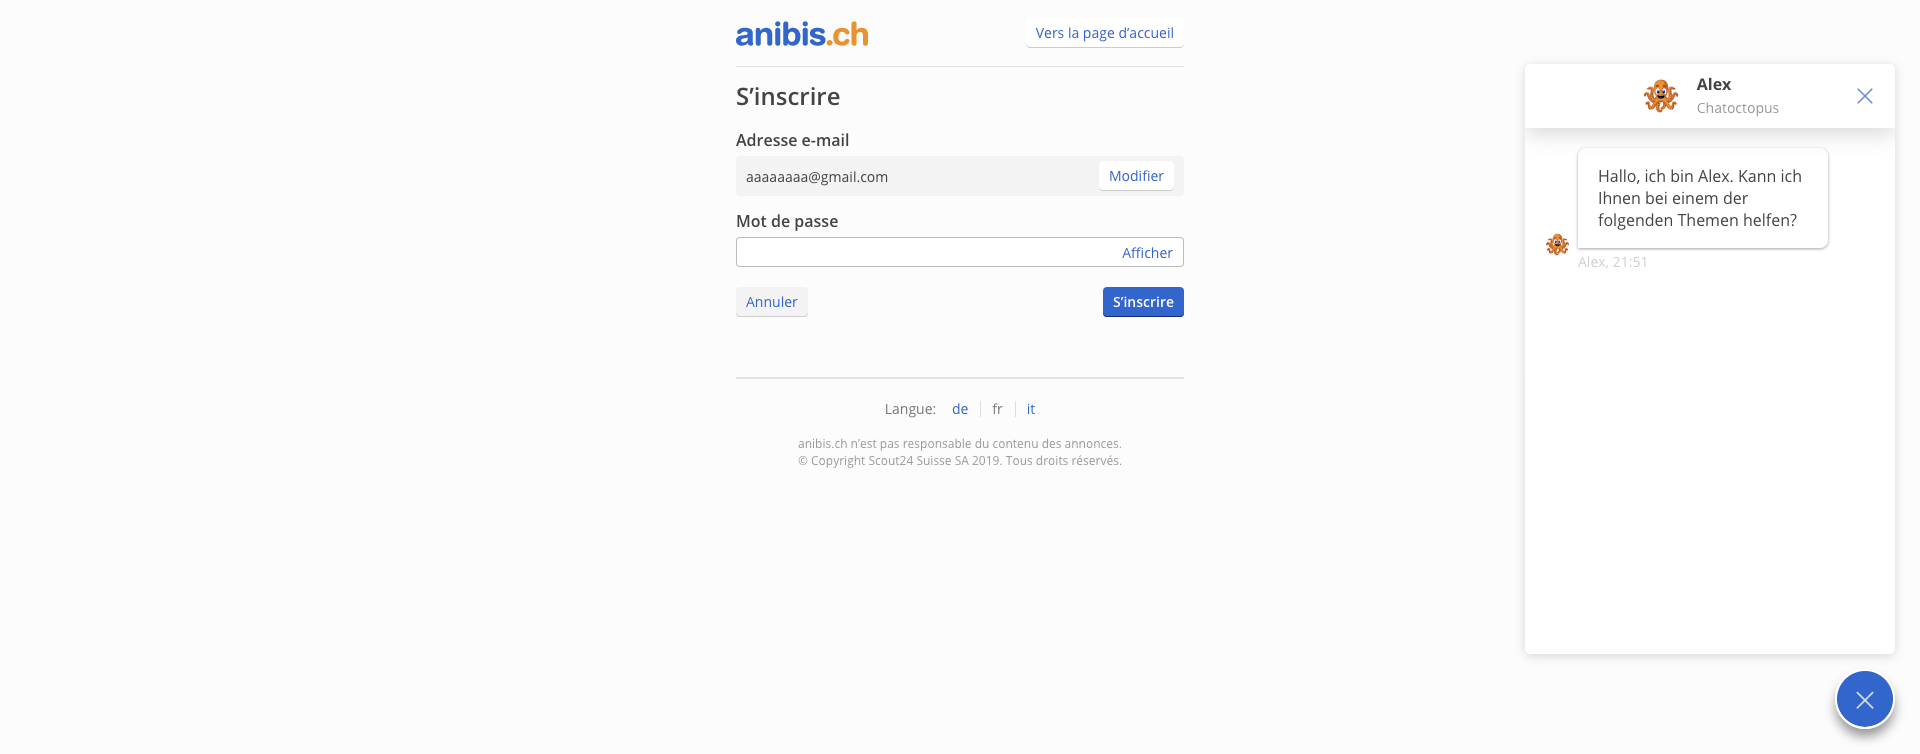 anibis.ch
Vers la page d’accueil
S’inscrire
Adresse e-mail
aaaaaaaa@gmail.com
Modifier
Mot de passe
Afficher
Annuler
S’inscrire
Langue: de fr it
anibis.ch n’est pas responsable du contenu des annonces.
© Copyright Scout24 Suisse SA 2019. Tous droits réservés.
Alex
Chatoctopus
Hallo, ich bin Alex. Kann ich
Ihnen bei einem der
folgenden Themen helfen?
Alex, 21:51